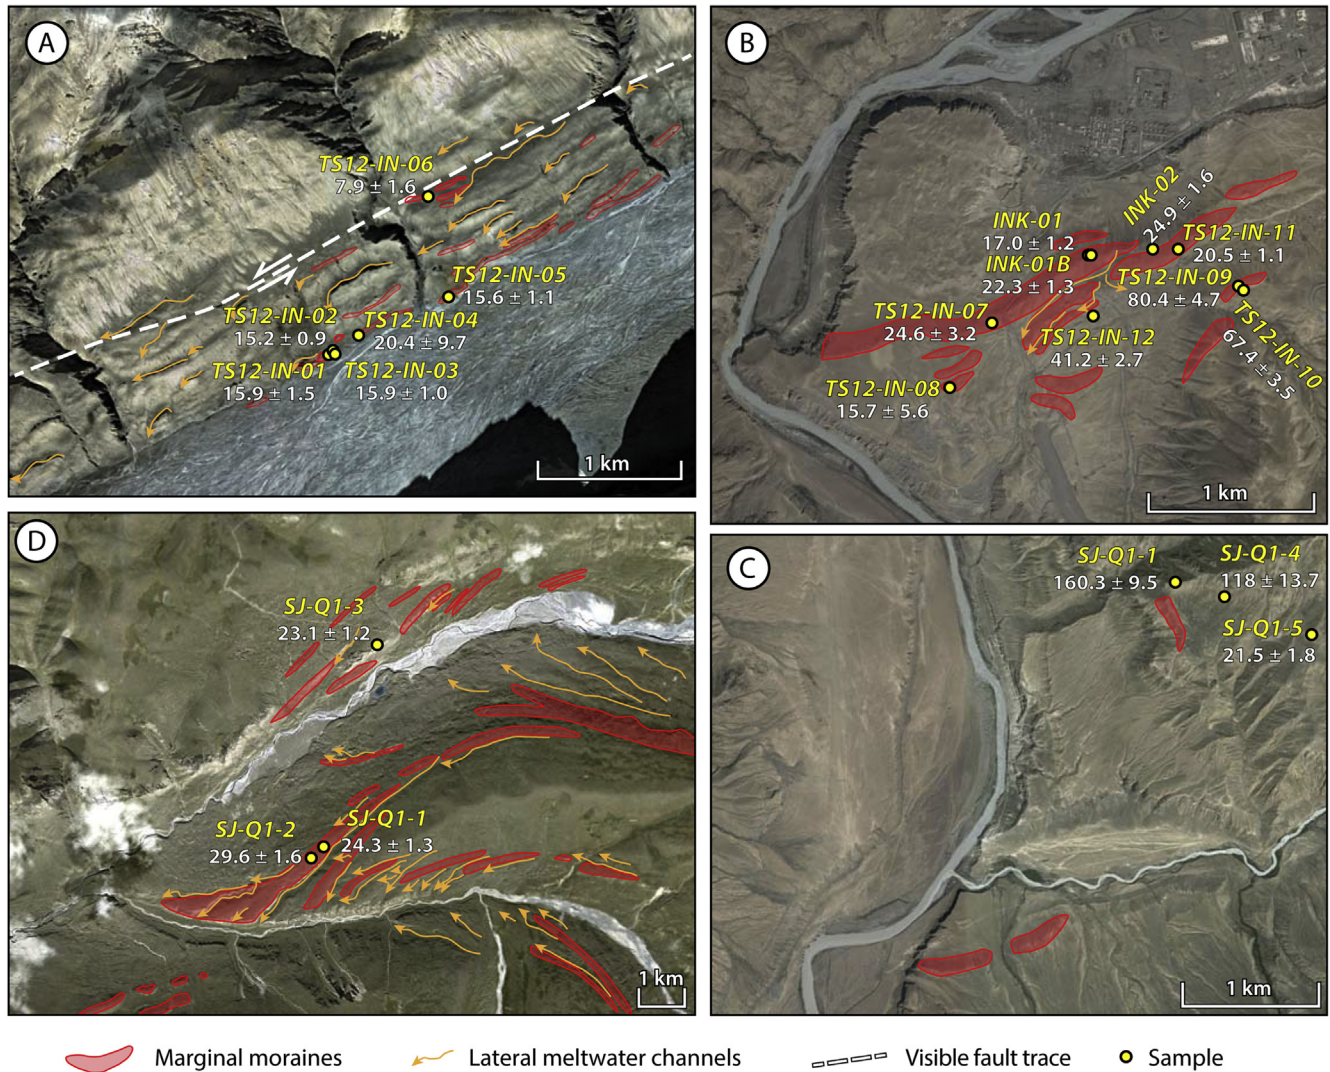 A
TS12-IN-06
7.9 ± 1.6
TS12-IN-05
15.6 ± 1.1
TS12-IN-02
15.2 ± 0.9
TS12-IN-04
20.4 ± 9.7
TS12-IN-01
15.9 ± 1.5
TS12-IN-03
15.9 ± 1.0
1 km
B
INK-01
17.0 ± 1.2
INK-01B
22.3 ± 1.3
INK-02
24.9 ± 1.6
TS12-IN-11
20.5 ± 1.1
TS12-IN-09
80.4 ± 4.7
TS12-IN-10
67.4 ± 3.5
TS12-IN-07
24.6 ± 3.2
TS12-IN-12
41.2 ± 2.7
TS12-IN-08
15.7 ± 5.6
1 km
D
SJ-Q1-3
23.1 ± 1.2
SJ-Q1-2
29.6 ± 1.6
SJ-Q1-1
24.3 ± 1.3
1 km
C
SJ-Q1-1
160.3 ± 9.5
SJ-Q1-4
118 ± 13.7
SJ-Q1-5
21.5 ± 1.8
1 km
Marginal moraines
Lateral meltwater channels
Visible fault trace
Sample